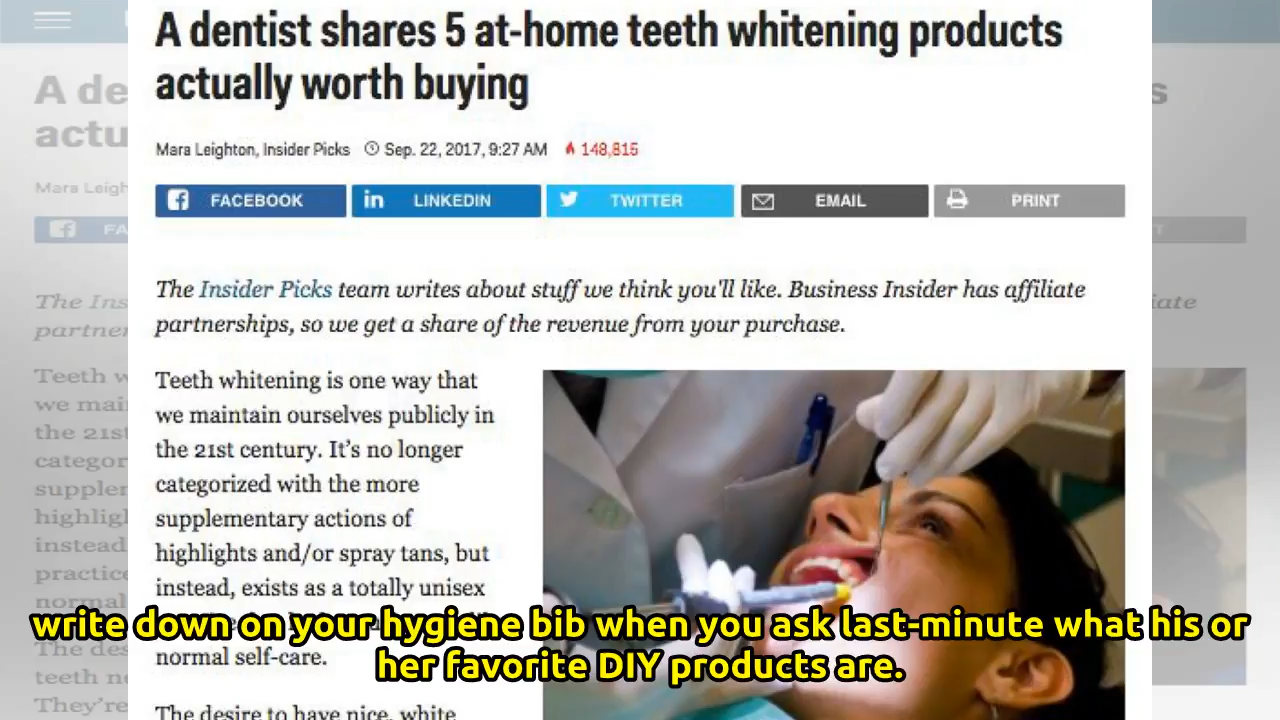 A dentist shares 5 at-home teeth whitening products
actually worth buying
Mara Leighton, Insider Picks Sep. 22, 2017, 9:27 AM 148,815
FACEBOOK LINKEDIN TWITTER EMAIL PRINT
The Insider Picks team writes about stuff we think you'll like. Business Insider has affiliate
partnerships, so we get a share of the revenue from your purchase.
Teeth whitening is one way that
we maintain ourselves publicly in
the 21st century. It's no longer
categorized with the more
supplementary actions of
highlights and/or spray tans, but
instead, exists as a totally unisex
normal self-care.
The desire to have nice, white
write down on your hygiene bib when you ask last-minute what his or
her favorite DIY products are.